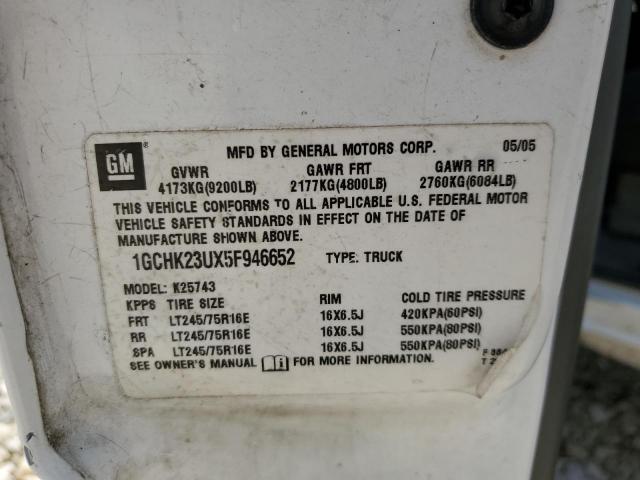 GM ® MFD BY GENERAL MOTORS CORP. 05/05
GVWR GAWR FRT GAWR RR
4173KG(9200LB) 2177KG(4800LB) 2760KG(6084LB)
THIS VEHICLE CONFORMS TO ALL APPLICABLE U.S. FEDERAL MOTOR
VEHICLE SAFETY STANDARDS IN EFFECT ON THE DATE OF
MANUFACTURE SHOWN ABOVE.
1GCHK23UX5F946652 TYPE: TRUCK
MODEL: K25743
KPPS TIRE SIZE RIM COLD TIRE PRESSURE
FRT LT245/75R16E 16X6.5J 420KPA(60PSI)
RR LT245/75R16E 16X6.5J 550KPA(80PSI)
SPA LT245/75R16E 16X6.5J 550KPA(80PSI)
SEE OWNER'S MANUAL FOR MORE INFORMATION.